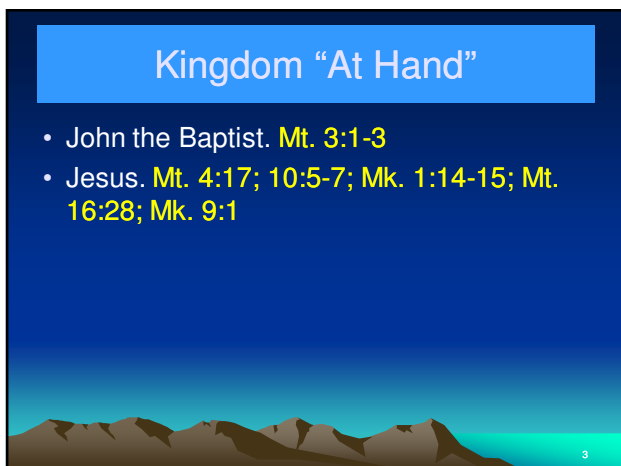 Kingdom “At Hand”
• John the Baptist. Mt. 3:1-3
• Jesus. Mt. 4:17; 10:5-7; Mk. 1:14-15; Mt.
16:28; Mk. 9:1
3